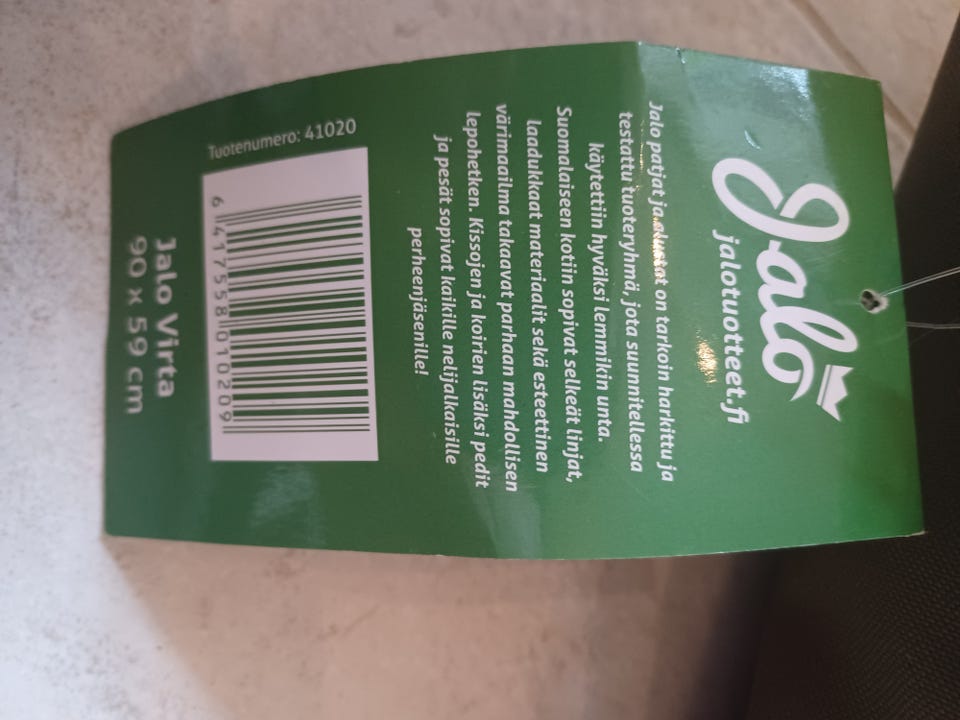 Jalo
jalotuotteet.fi
Jalo patjat ja alustat on tarkoin harkittu ja
testattu tuoteryhmä, jota suunnitellessa
käytettiin hyväksi lemmikin unta.
Suomalaiseen kotiin sopivat selkeät linjat,
laadukkaat materiaalit sekä esteettinen
värimaailma takaavat parhaan mahdollisen
lepohetken. Kissojen ja koirien lisäksi pedit
ja pesät sopivat kaikille nelijalkaisille
perheenjäsenille!
Tuotenumero: 41020
6 417558 010209
Jalo Virta
90 x 59 cm